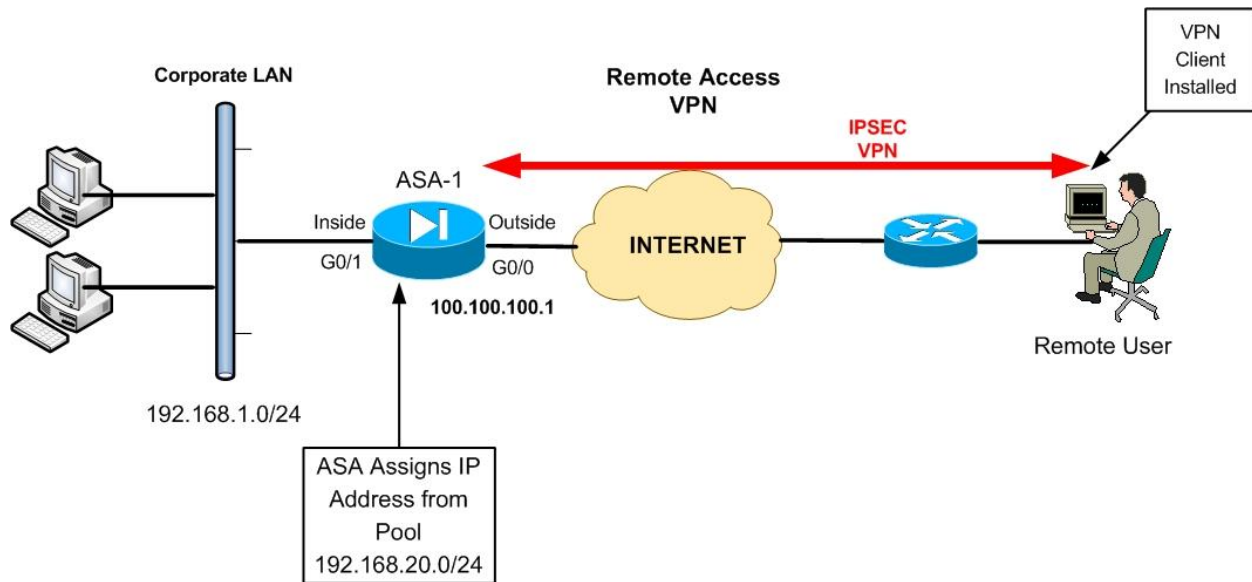 VPN
Client
Installed
Corporate LAN
Remote Access
VPN
IPSEC
VPN
ASA-1
Inside
Outside
G0/1
G0/0
INTERNET
100.100.100.1
Remote User
192.168.1.0/24
ASA Assigns IP
Address from
Pool
192.168.20.0/24